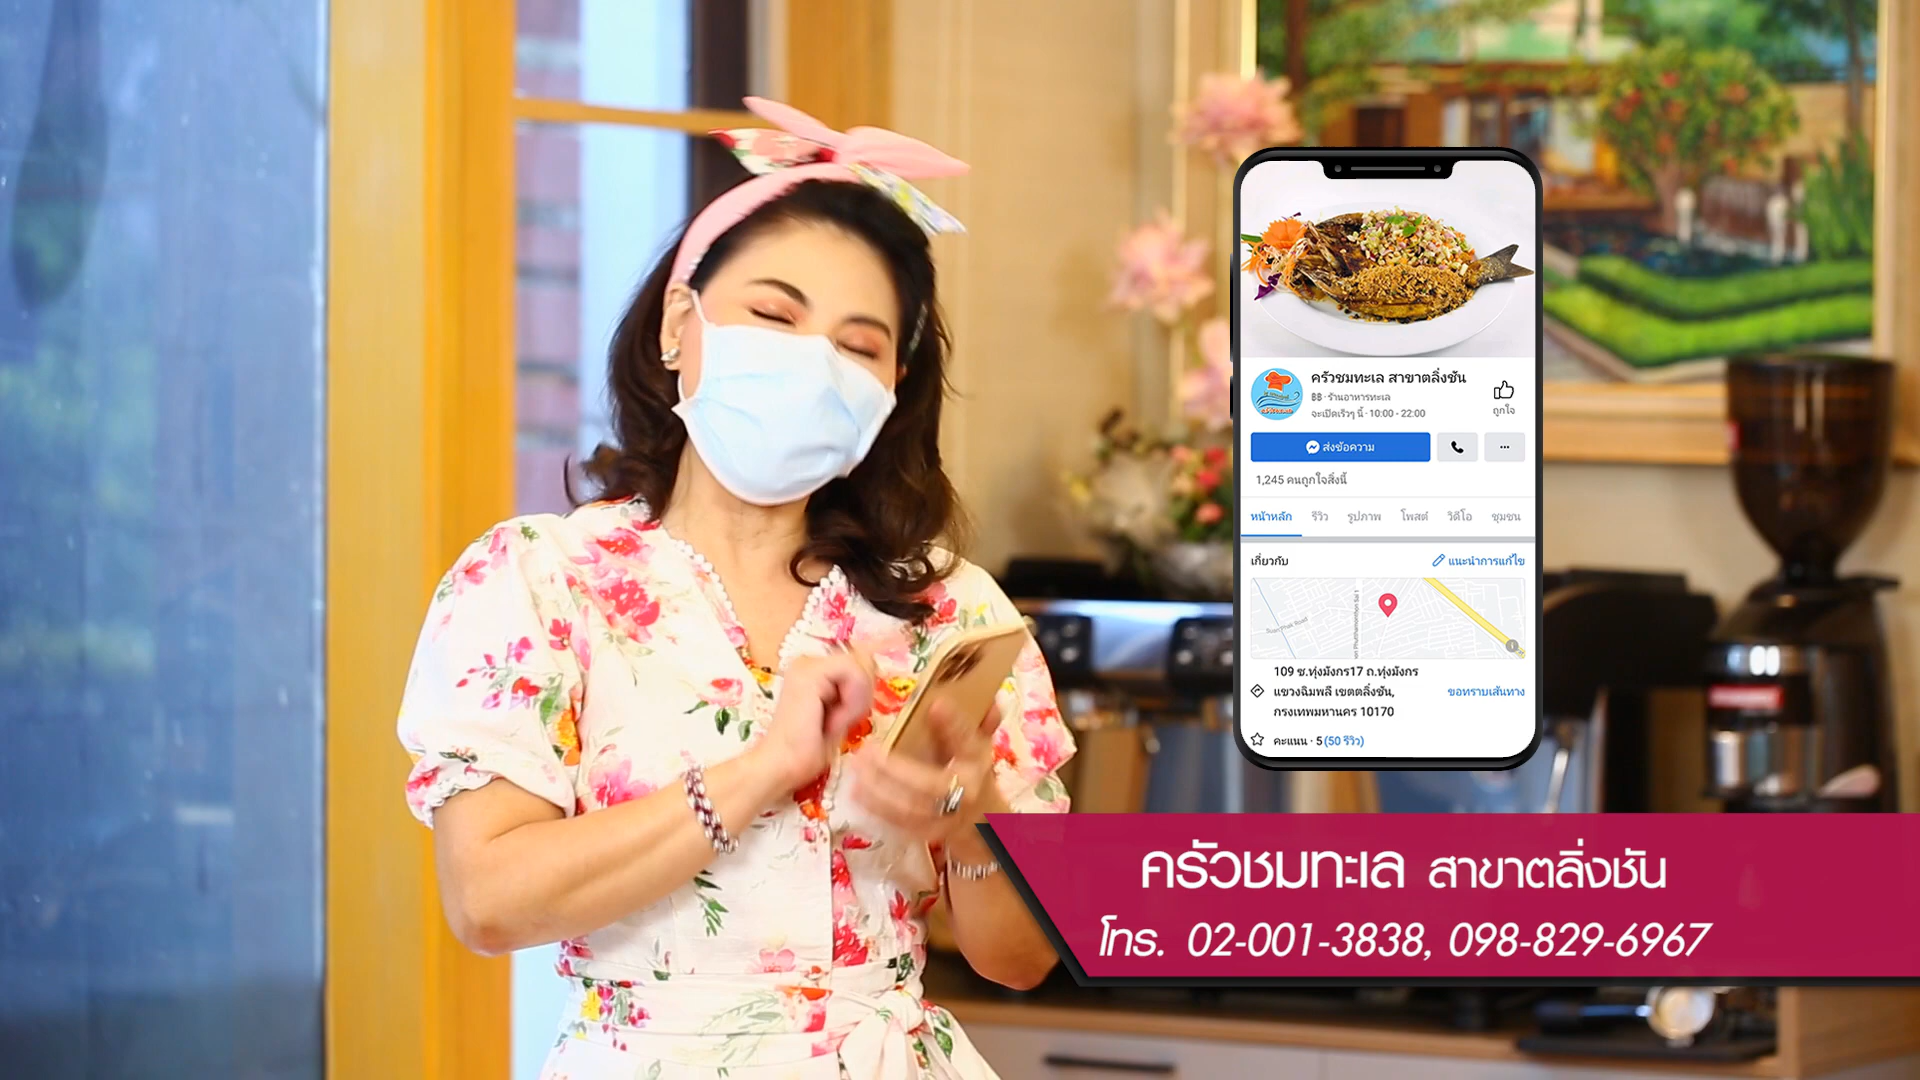 ครัวชมทะเล สาขาตลิ่งชัน
฿฿ · ร้านอาหารทะเล
จะเปิดเร็วๆ นี้ · 10:00 - 22:00
ถูกใจ
ส่งข้อความ
1,245 คนถูกใจสิ่งนี้
หน้าหลัก รีวิว รูปภาพ โพสต์ วิดีโอ ชุมชน
เกี่ยวกับ แนะนำการแก้ไข
Suan Phak Road
109 ซ.ทุ่งมังกร17 ถ.ทุ่งมังกร
แขวงฉิมพลี เขตตลิ่งชัน,
กรุงเทพมหานคร 10170
ขอทราบเส้นทาง
คะแนน · 5 (50 รีวิว)
ครัวชมทะเล สาขาตลิ่งชัน
โทร. 02-001-3838, 098-829-6967